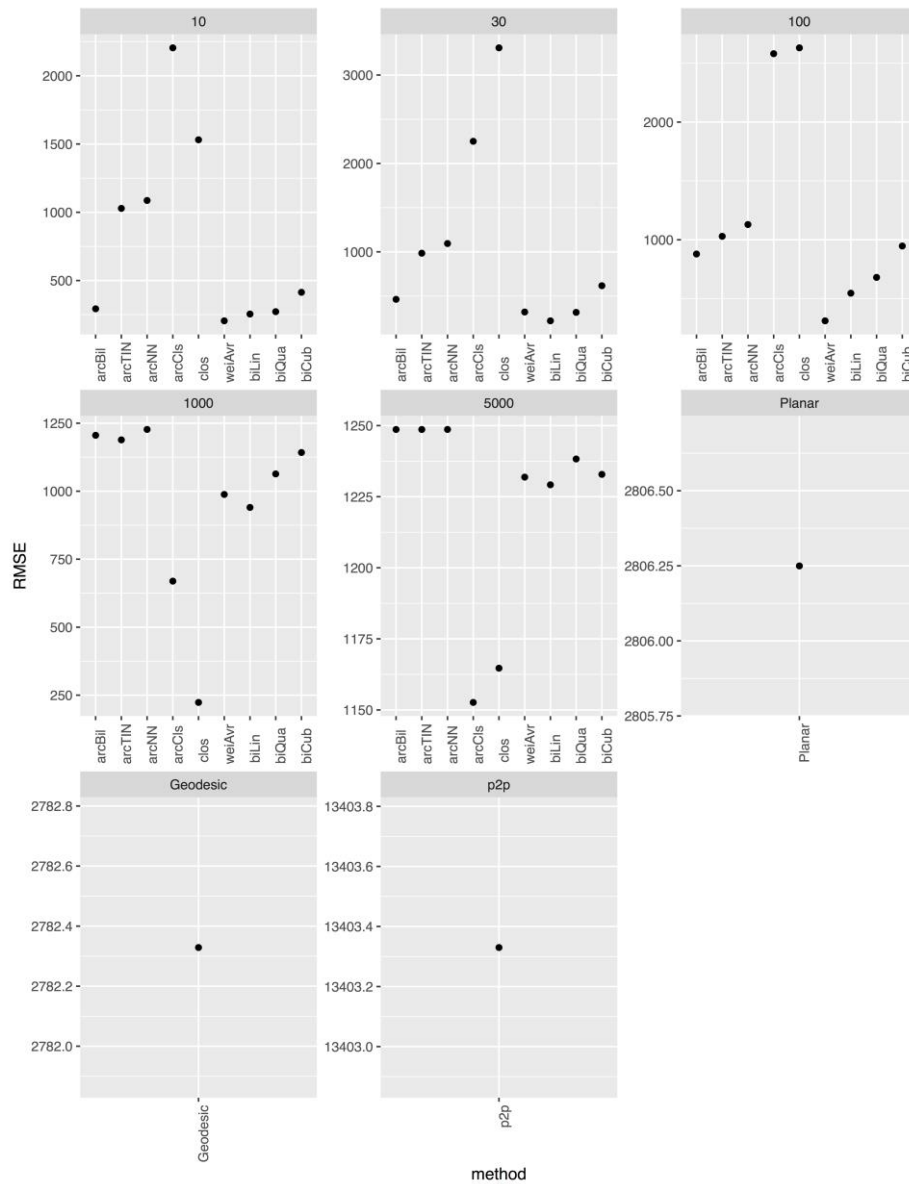 10
30
100
2000
1500
1000
500
3000
2000
1000
2000
1000
arcBil
arcTIN
arcNN
arcCls
clos
weiAvr
biLin
biQua
biCub
arcBil
arcTIN
arcNN
arcCls
clos
weiAvr
biLin
biQua
biCub
arcBil
arcTIN
arcNN
arcCls
clos
weiAvr
biLin
biQua
biCub
1000
5000
Planar
RMSE
1250
1000
750
500
250
1250
1225
1200
1175
1150
2806.50
2806.25
2806.00
2805.75
arcBil
arcTIN
arcNN
arcCls
clos
weiAvr
biLin
biQua
biCub
arcBil
arcTIN
arcNN
arcCls
clos
weiAvr
biLin
biQua
biCub
Planar
Geodesic
p2p
2782.8
2782.6
2782.4
2782.2
2782.0
13403.8
13403.6
13403.4
13403.2
13403.0
Geodesic
p2p
method